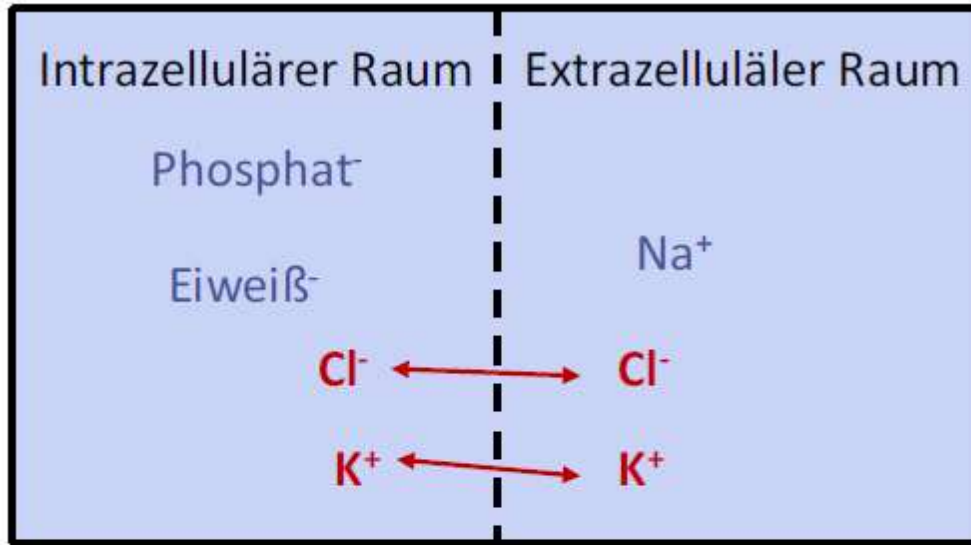 Intrazellulärer Raum
Extrazelluläler Raum
Phosphat⁻
Na⁺
Eiweiß⁻
Cl⁻
Cl⁻
K⁺
K⁺